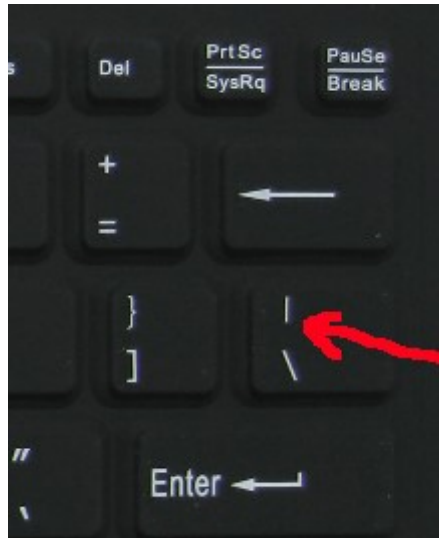 s
Del
PrtSc
SysRq
PauSe
Break
+
=
}
]
|
\
"
'
Enter